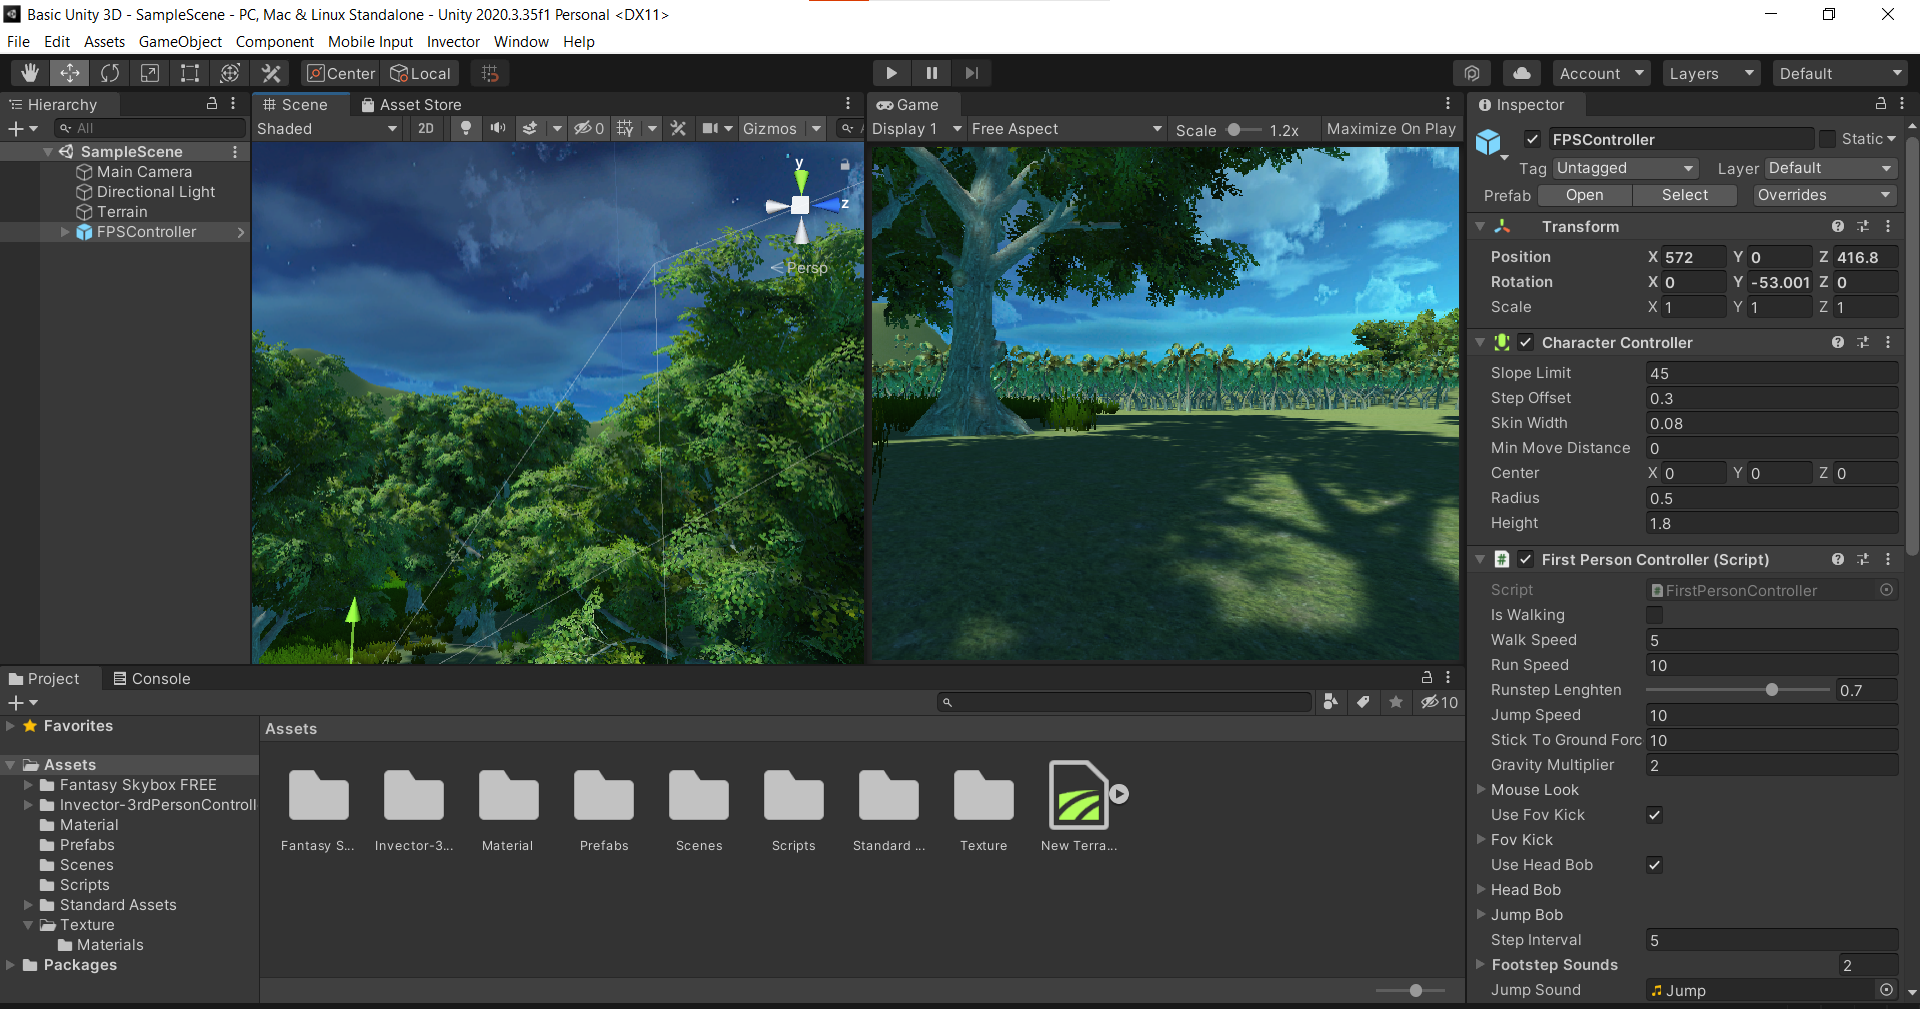 Basic Unity 3D - SampleScene - PC, Mac & Linux Standalone - Unity 2020.3.35f1 Personal <DX11>
File Edit Assets GameObject Component Mobile Input Invector Window Help
Center Local Account Layers Default
Hierarchy
All
SampleScene
Main Camera
Directional Light
Terrain
FPSController
Scene Asset Store
Shaded 2D 0 Gizmos A
y
z
Persp
Game
Display 1 Free Aspect Scale 1.2x Maximize On Play
Inspector
FPSController Static
Tag Untagged Layer Default
Prefab Open Select Overrides
Transform
Position X 572 Y 0 Z 416.8
Rotation X 0 Y -53.001 Z 0
Scale X 1 Y 1 Z 1
Character Controller
Slope Limit 45
Step Offset 0.3
Skin Width 0.08
Min Move Distance 0
Center X 0 Y 0 Z 0
Radius 0.5
Height 1.8
First Person Controller (Script)
Script FirstPersonController
Is Walking
Walk Speed 5
Run Speed 10
Runstep Lenghten 0.7
Jump Speed 10
Stick To Ground Forc 10
Gravity Multiplier 2
Mouse Look
Use Fov Kick
Fov Kick
Use Head Bob
Head Bob
Jump Bob
Step Interval 5
Footstep Sounds 2
Jump Sound Jump
Project Console
10
Favorites
Assets
Fantasy Skybox FREE
Invector-3rdPersonControll
Material
Prefabs
Scenes
Scripts
Standard Assets
Texture
Materials
Packages
Assets
Fantasy S... Invector-3... Material Prefabs Scenes Scripts Standard ... Texture New Terra...